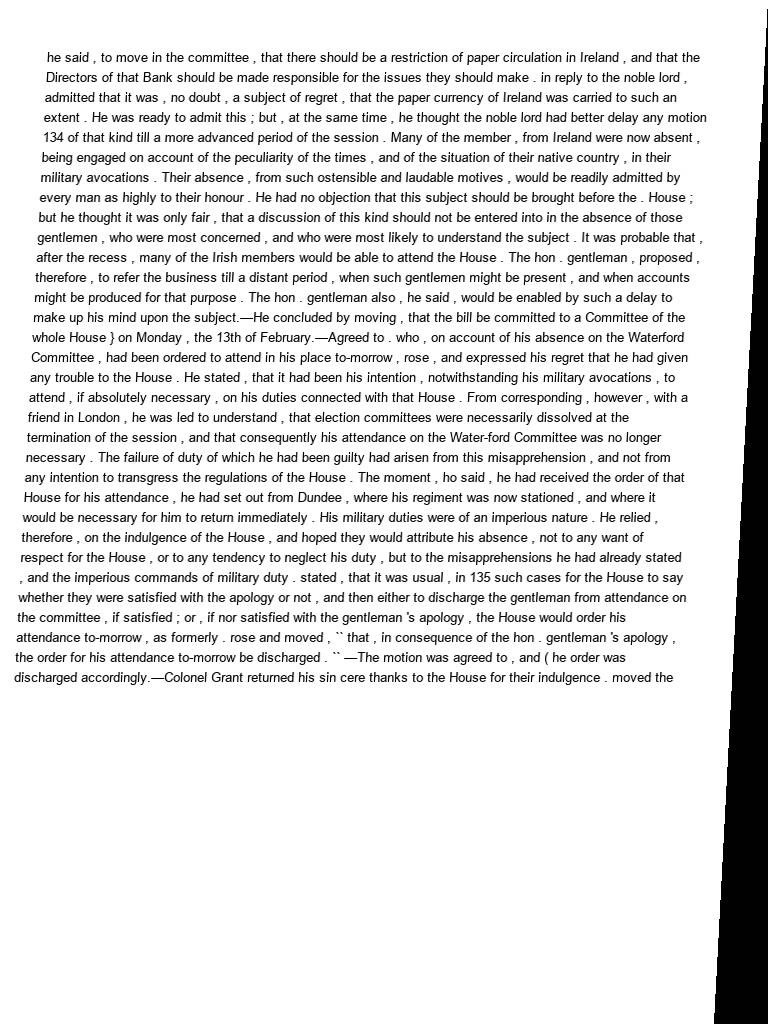 he said , to move in the committee , that there should be a restriction of paper circulation in Ireland , and that the
Directors of that Bank should be made responsible for the issues they should make . in reply to the noble lord ,
admitted that it was , no doubt , a subject of regret , that the paper currency of Ireland was carried to such an
extent . He was ready to admit this ; but , at the same time , he thought the noble lord had better delay any motion
134 of that kind till a more advanced period of the session . Many of the member , from Ireland were now absent ,
being engaged on account of the peculiarity of the times , and of the situation of their native country , in their
military avocations . Their absence , from such ostensible and laudable motives , would be readily admitted by
every man as highly to their honour . He had no objection that this subject should be brought before the . House ;
but he thought it was only fair , that a discussion of this kind should not be entered into in the absence of those
gentlemen , who were most concerned , and who were most likely to understand the subject . It was probable that ,
after the recess , many of the Irish members would be able to attend the House . The hon . gentleman , proposed ,
therefore , to refer the business till a distant period , when such gentlemen might be present , and when accounts
might be produced for that purpose . The hon . gentleman also , he said , would be enabled by such a delay to
make up his mind upon the subject.—He concluded by moving , that the bill be committed to a Committee of the
whole House } on Monday , the 13th of February.—Agreed to . who , on account of his absence on the Waterford
Committee , had been ordered to attend in his place to-morrow , rose , and expressed his regret that he had given
any trouble to the House . He stated , that it had been his intention , notwithstanding his military avocations , to
attend , if absolutely necessary , on his duties connected with that House . From corresponding , however , with a
friend in London , he was led to understand , that election committees were necessarily dissolved at the
termination of the session , and that consequently his attendance on the Water-ford Committee was no longer
necessary . The failure of duty of which he had been guilty had arisen from this misapprehension , and not from
any intention to transgress the regulations of the House . The moment , ho said , he had received the order of that
House for his attendance , he had set out from Dundee , where his regiment was now stationed , and where it
would be necessary for him to return immediately . His military duties were of an imperious nature . He relied ,
therefore , on the indulgence of the House , and hoped they would attribute his absence , not to any want of
respect for the House , or to any tendency to neglect his duty , but to the misapprehensions he had already stated
, and the imperious commands of military duty . stated , that it was usual , in 135 such cases for the House to say
whether they were satisfied with the apology or not , and then either to discharge the gentleman from attendance on
the committee , if satisfied ; or , if nor satisfied with the gentleman 's apology , the House would order his
attendance to-morrow , as formerly . rose and moved , `` that , in consequence of the hon . gentleman 's apology ,
the order for his attendance to-morrow be discharged . `` —The motion was agreed to , and ( he order was
discharged accordingly.—Colonel Grant returned his sin cere thanks to the House for their indulgence . moved the